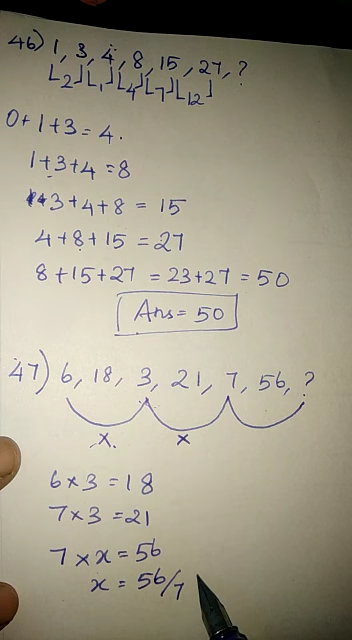 46) 1, 3, 4, 8, 15, 27, ?
2 1 4 7 12
0+1+3=4.
1+3+4=8
3+4+8=15
4+8+15=27
8+15+27=23+27=50
Ans=50
47) 6, 18, 3, 21, 7, 56, ?
x x
6×3=18
7×3=21
7×x=56
x=56/7